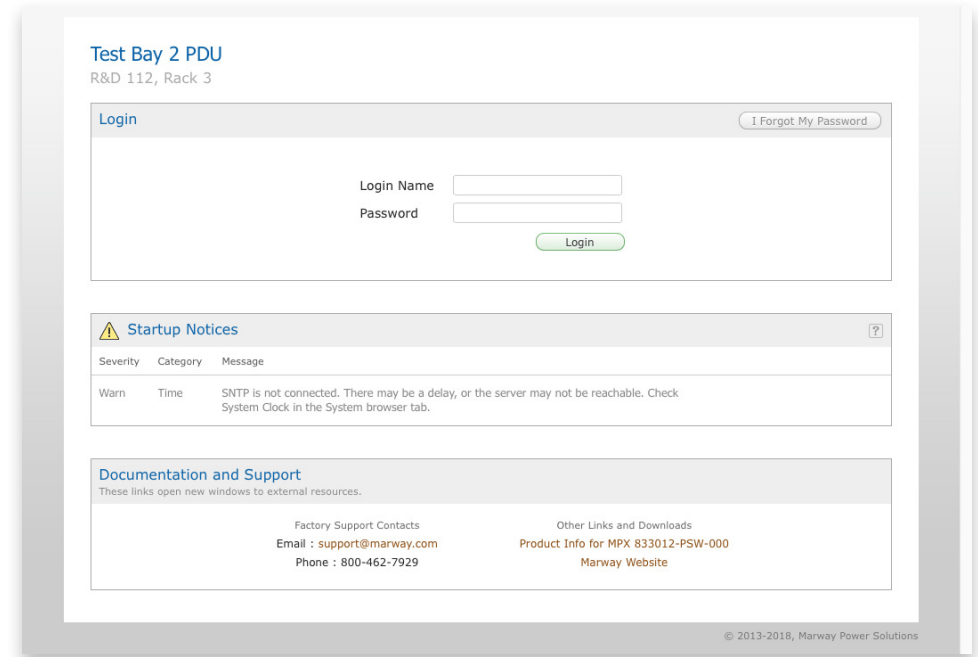 Test Bay 2 PDU
R&D 112, Rack 3
Login
I Forgot My Password
Login Name
Password
Login
Startup Notices
?
Severity Category Message
Warn Time SNTP is not connected. There may be a delay, or the server may not be reachable. Check
System Clock in the System browser tab.
Documentation and Support
These links open new windows to external resources.
Factory Support Contacts
Email : support@marway.com
Phone : 800-462-7929
Other Links and Downloads
Product Info for MPX 833012-PSW-000
Marway Website
© 2013-2018, Marway Power Solutions